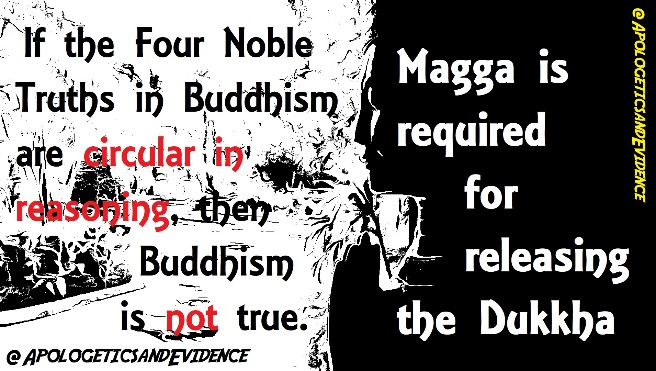 If the Four Noble
Truths in Buddhism
are circular in
reasoning, then
Buddhism
is not true.
@ApologeticsandEvidence
Magga is
required
for
releasing
the Dukkha
@ApologeticsandEvidence